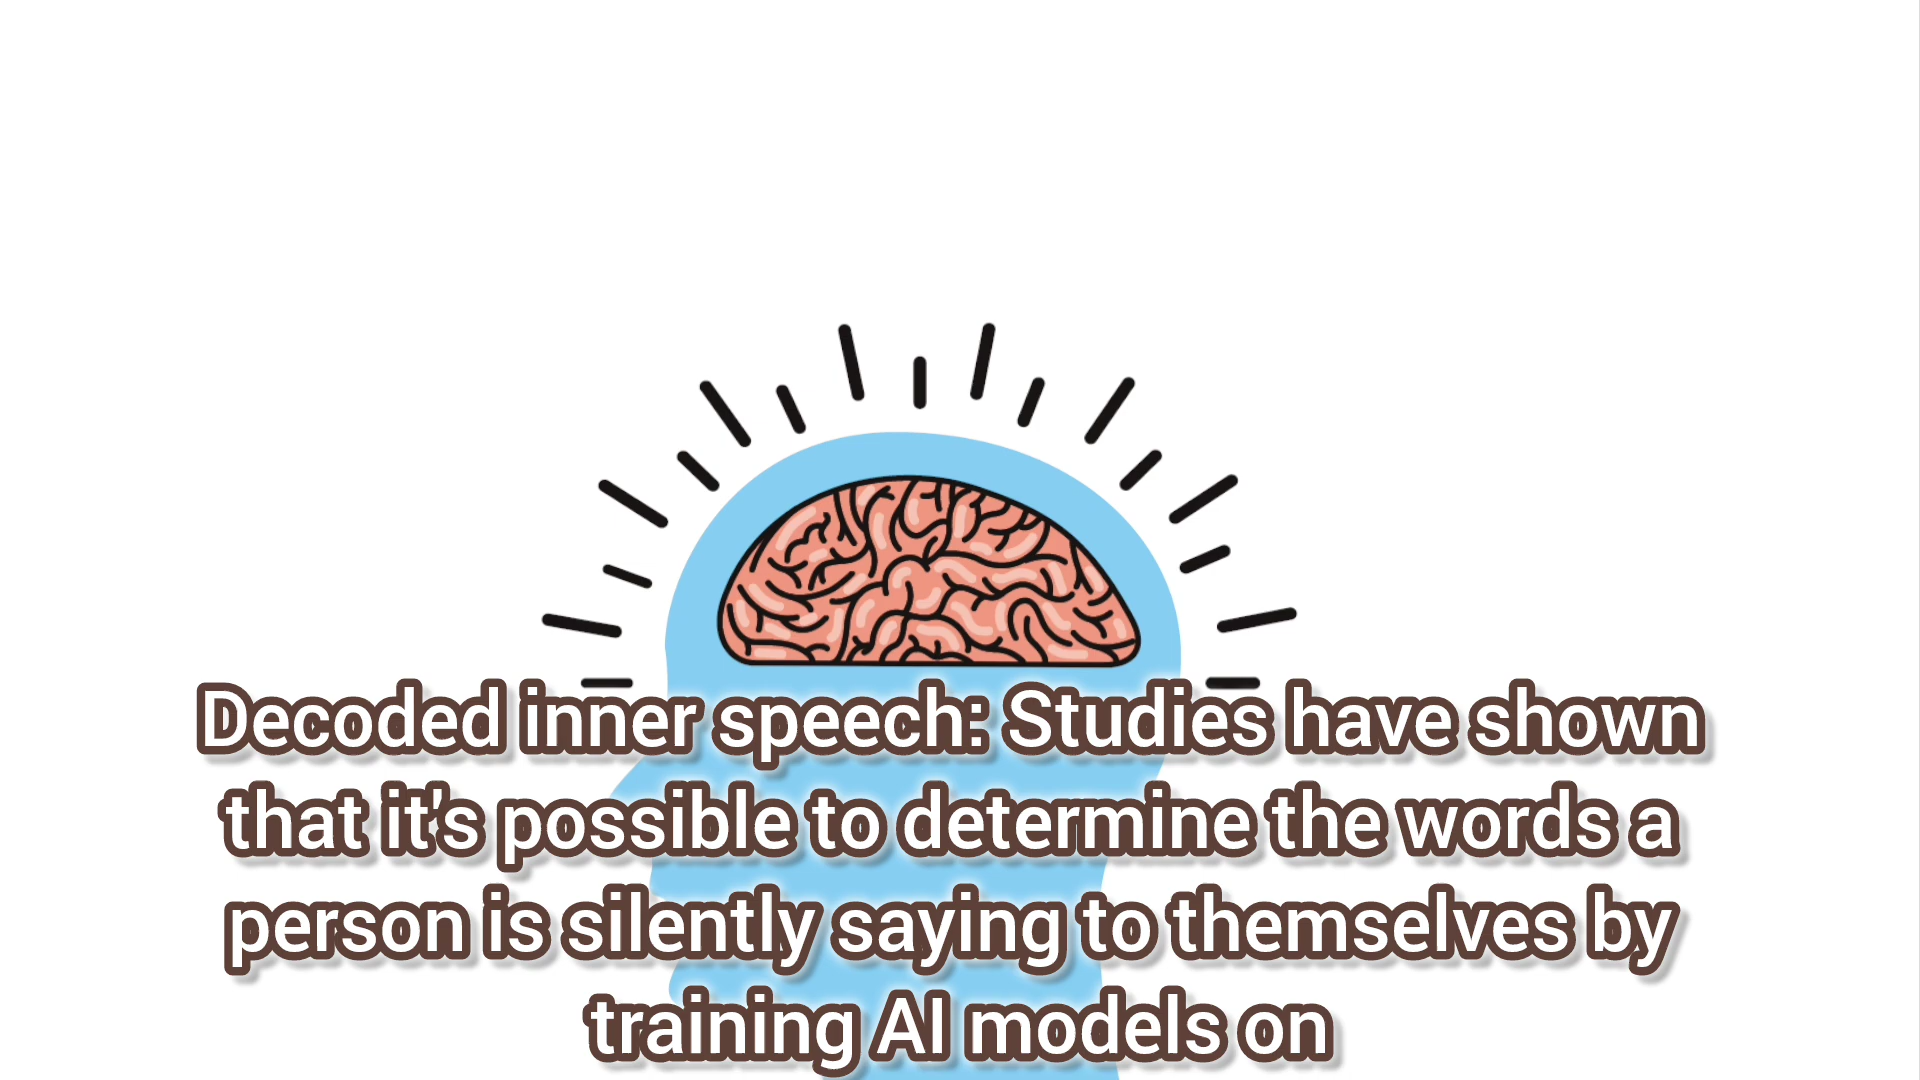 Decoded inner speech: Studies have shown
that it's possible to determine the words a
person is silently saying to themselves by
training AI models on